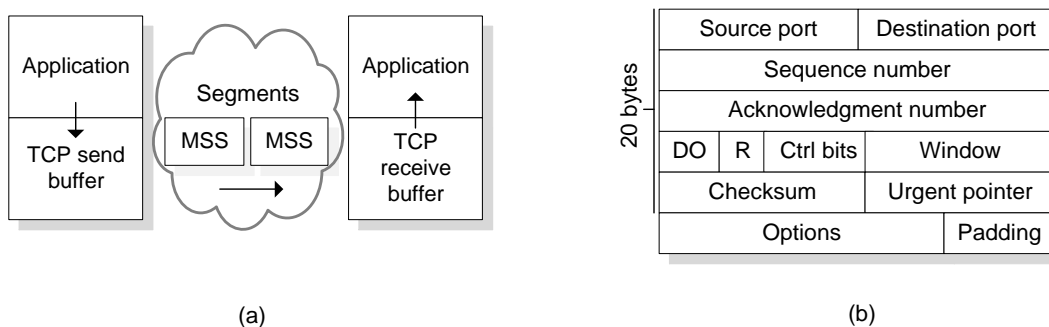 Application
TCP send
buffer
Segments
MSS MSS
Application
TCP
receive
buffer
(a)
20 bytes
Source port Destination port
Sequence number
Acknowledgment number
DO R Ctrl bits Window
Checksum Urgent pointer
Options Padding
(b)